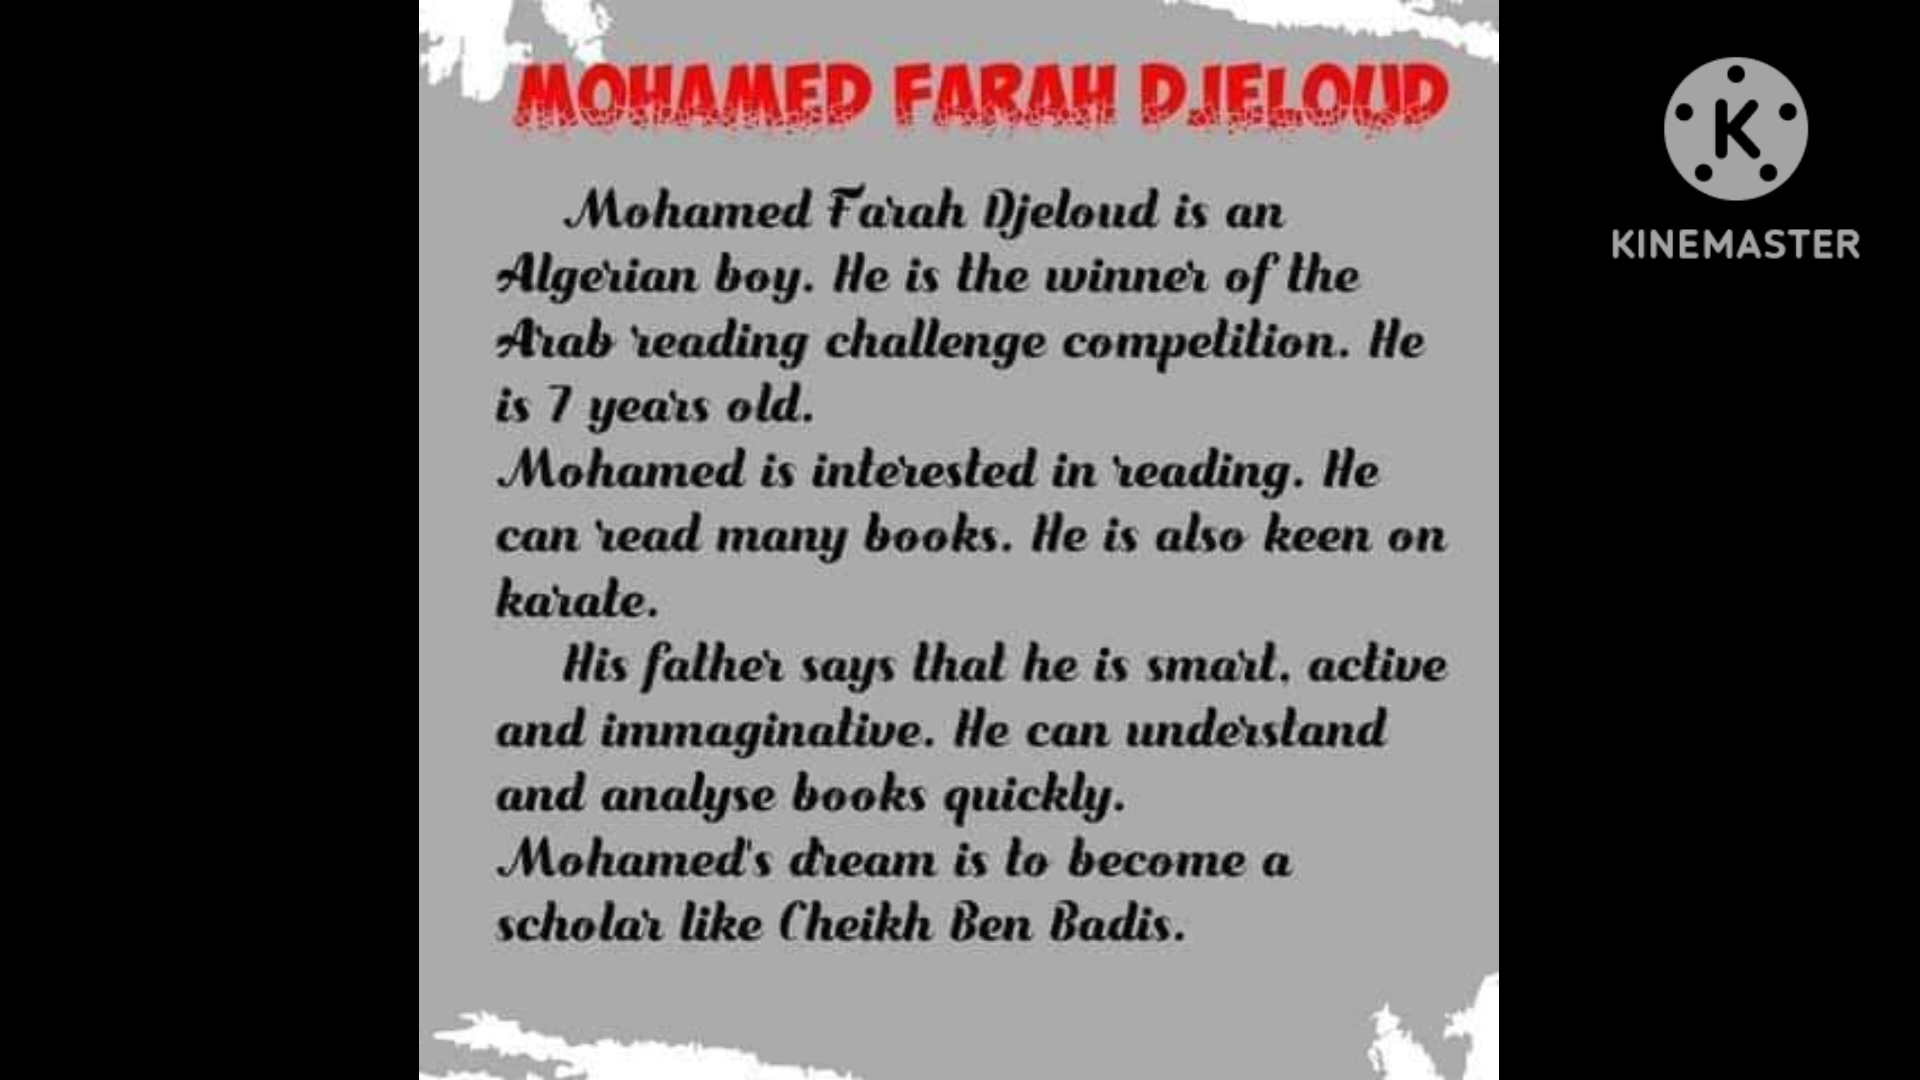 MOHAMED FARAH DJELOUD
Mohamed Farah Djeloud is an
Algerian boy. He is the winner of the
Arab reading challenge competition. He
is 7 years old.
Mohamed is interested in reading. He
can read many books. He is also keen on
karate.
His father says that he is smart, active
and immaginative. He can understand
and analyse books quickly.
Mohamed's dream is to become a
scholar like Cheikh Ben Badis.
K
KINEMASTER